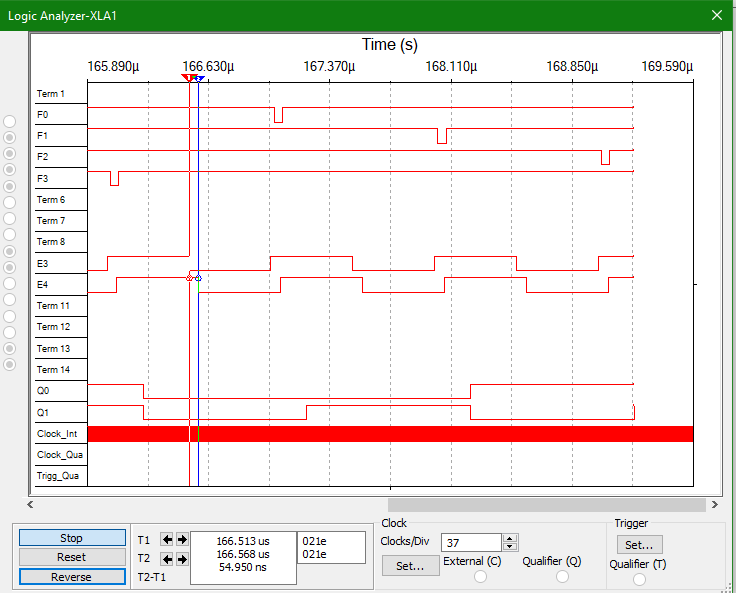 Logic Analyzer-XLA1
Time (s)
165.890µ 166.630µ 167.370µ 168.110µ 168.850µ 169.590µ
Term 1
F0
F1
F2
F3
Term 6
Term 7
Term 8
E3
E4
Term 11
Term 12
Term 13
Term 14
Q0
Q1
Clock_Int
Clock_Qua
Trigg_Qua
Stop
Reset
Reverse
T1
T2
T2-T1
166.513 us
166.568 us
54.950 ns
021e
021e
Clock
Clocks/Div 37
Set...
External (C)
Qualifier (Q)
Trigger
Set...
Qualifier (T)